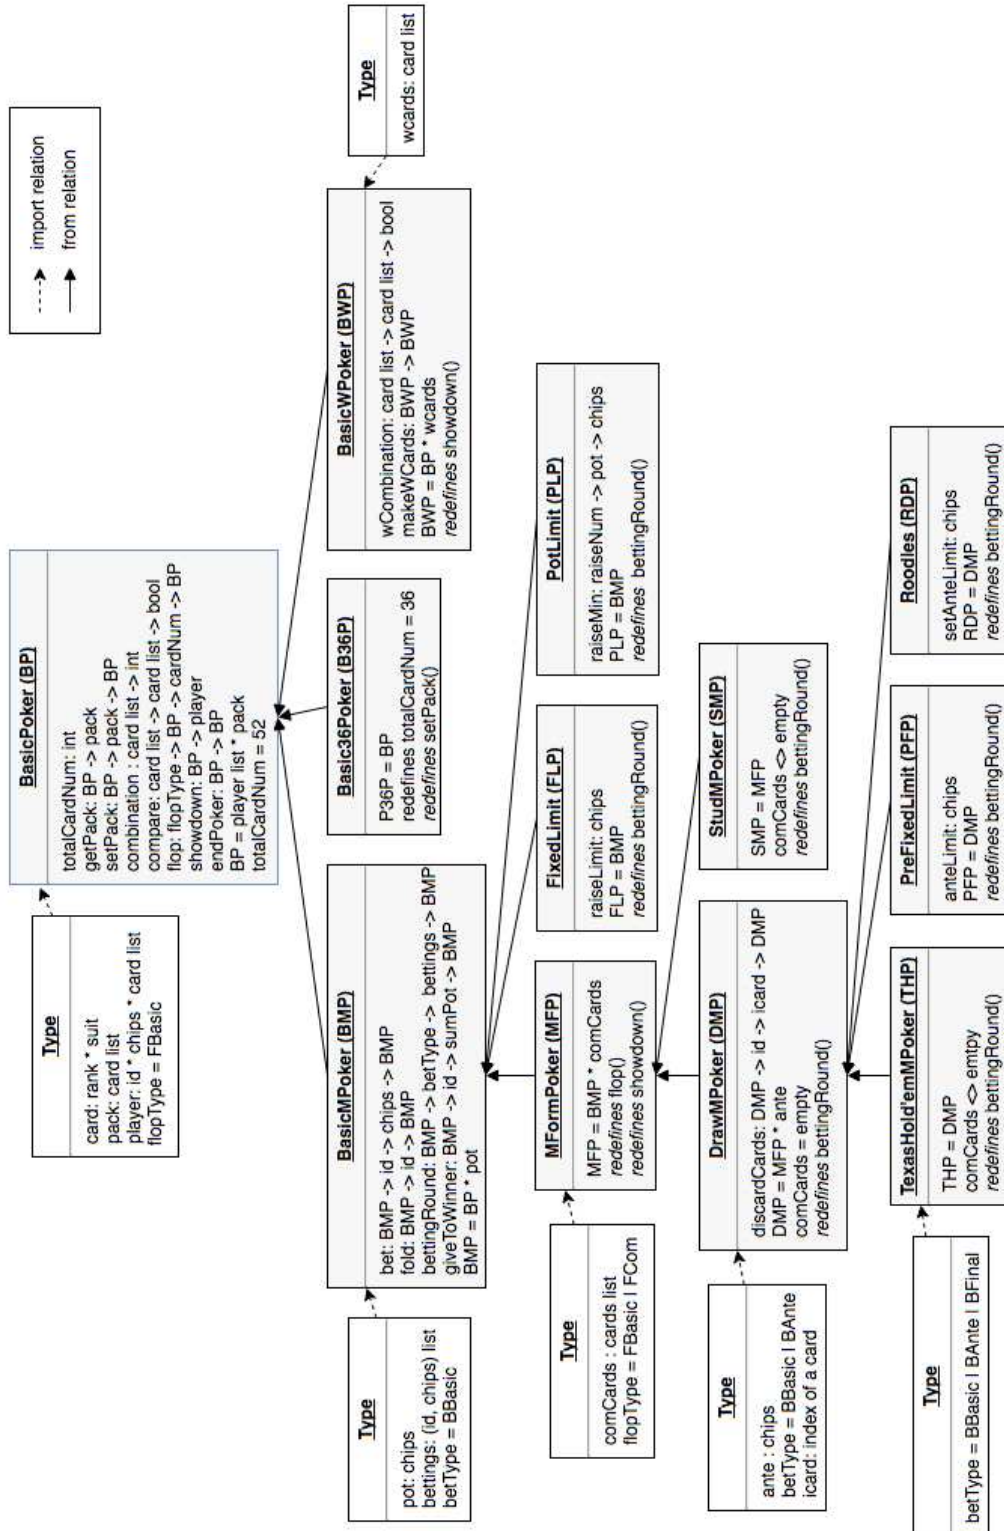 import relation
from relation
BasicPoker (BP)
totalCardNum: int
getPack: BP -> pack
setPack: BP -> pack -> BP
combination : card list -> int
compare: card list -> card list -> bool
flop: flopType -> BP -> cardNum -> BP
showdown: BP -> player
endPoker: BP -> BP
BP = player list * pack
totalCardNum = 52
Type
card: rank * suit
pack: card list
player: id * chips * card list
flopType = FBasic
Type
pot: chips
bettings: (id, chips) list
betType = BBasic
BasicMPoker (BMP)
bet: BMP -> id -> chips -> BMP
fold: BMP -> id -> BMP
bettingRound: BMP -> betType -> bettings -> BMP
giveToWinner: BMP -> id -> sumPot -> BMP
BMP = BP * pot
Basic36Poker (B36P)
P36P = BP
redefines totalCardNum = 36
redefines setPack()
BasicWPoker (BWP)
wCombination: card list -> card list -> bool
makeWCards: BWP -> BWP
BWP = BP * wcards
redefines showdown()
Type
wcards: card list
Type
comCards : cards list
flopType = FBasic | FCom
MFormPoker (MFP)
MFP = BMP * comCards
redefines flop()
redefines showdown()
FixedLimit (FLP)
raiseLimit: chips
FLP = BMP
redefines bettingRound()
PotLimit (PLP)
raiseMin: raiseNum -> pot -> chips
PLP = BMP
redefines bettingRound()
Type
ante : chips
betType = BBasic | BAnte
icard: index of a card
DrawMPoker (DMP)
discardCards: DMP -> id -> icard -> DMP
DMP = MFP * ante
comCards = empty
redefines bettingRound()
StudMPoker (SMP)
SMP = MFP
comCards <> empty
redefines bettingRound()
Type
betType = BBasic | BAnte | BFinal
TexasHold'emMPoker (THP)
THP = DMP
comCards <> emtpy
redefines bettingRound()
PreFixedLimit (PFP)
anteLimit: chips
PFP = DMP
redefines bettingRound()
Roodles (RDP)
setAnteLimit: chips
RDP = DMP
redefines bettingRound()